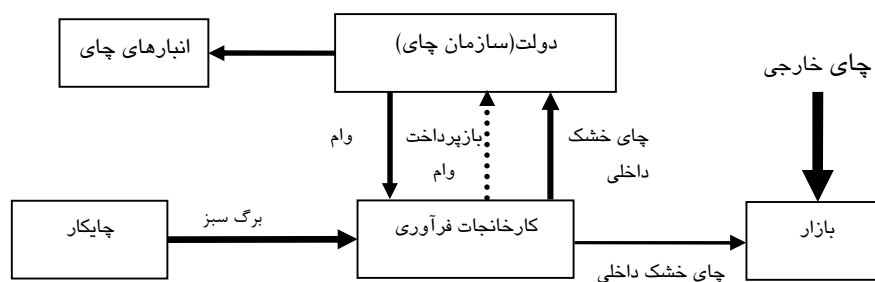 دولت(سازمان چای)
انبارهای چای
چای خارجی
چای خشک
داخلی
بازپرداخت
وام
وام
بازار
کارخانجات فرآوری
برگ سبز
چایکار
چای خشک داخلی